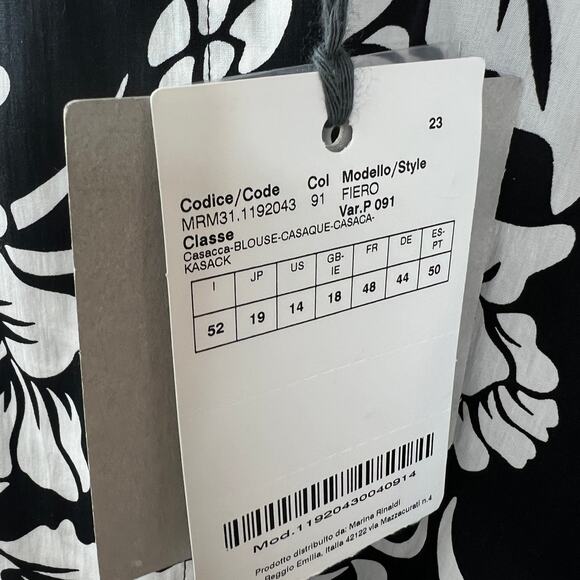 23
Codice/Code Col Modello/Style
MRM31.1192043 91 FIERO
Var.P 091
Classe
Casacca-BLOUSE-CASAQUE-CASACA-
KASACK
I JP US GB-IE FR DE ES-PT
52 19 14 18 48 44 50
Mod.11920430040914
Prodotto distribuito da: Marina Rinaldi
Reggio Emilia, Italia 42122 via Mazzacurati n.4